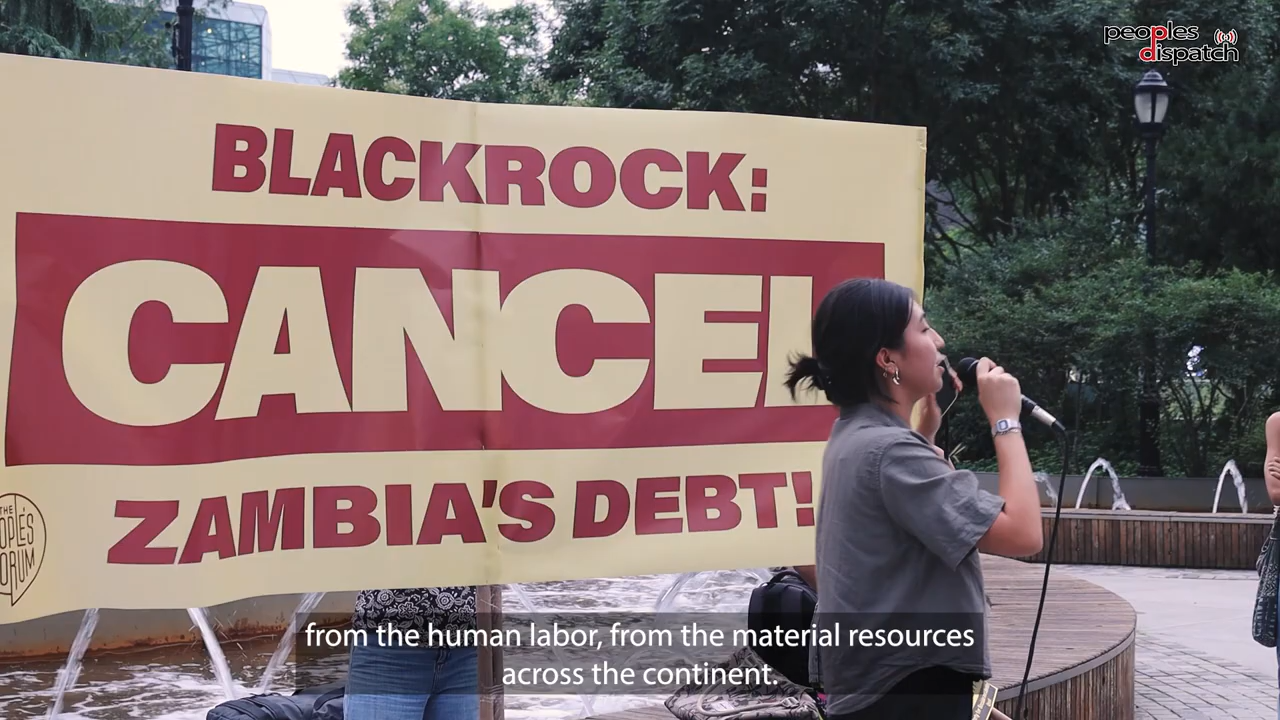 peoples
dispatch
BLACKROCK:
CANCEL
ZAMBIA'S DEBT!
THE
FORUM
from the human labor, from the material resources
across the continent.